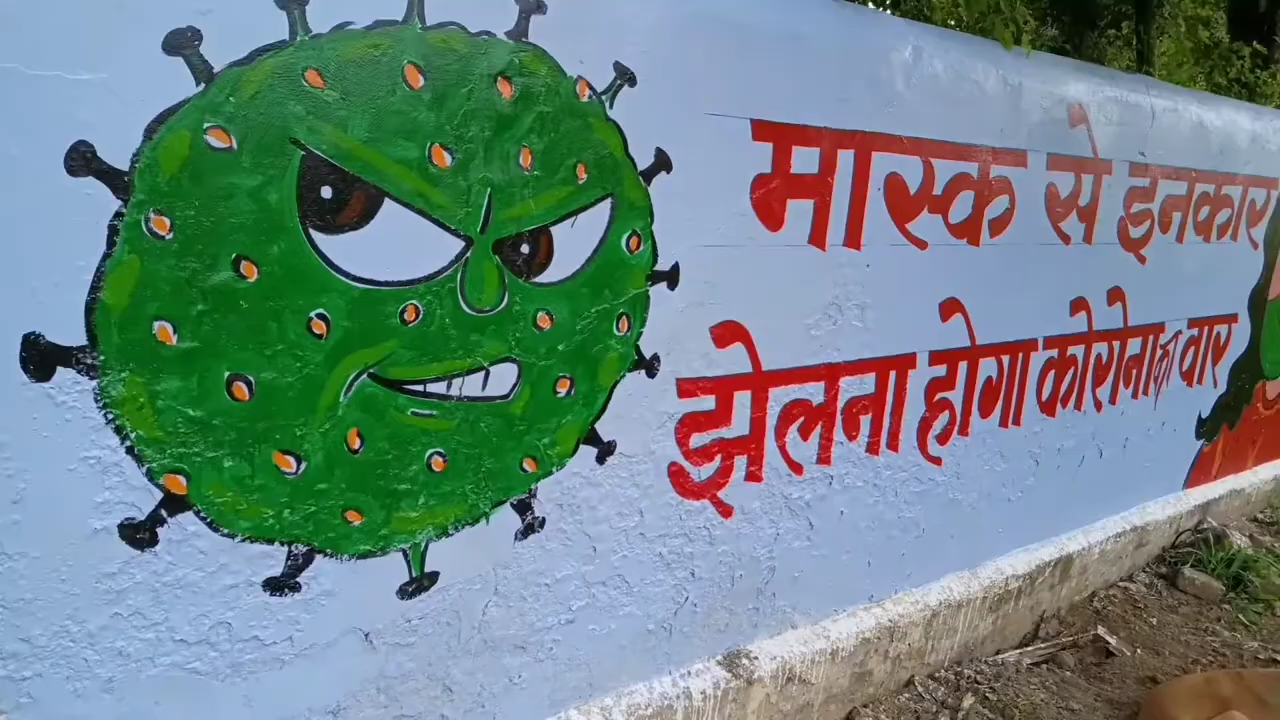 मास्क से इनकार
झेलना होगा कोरोना का वार